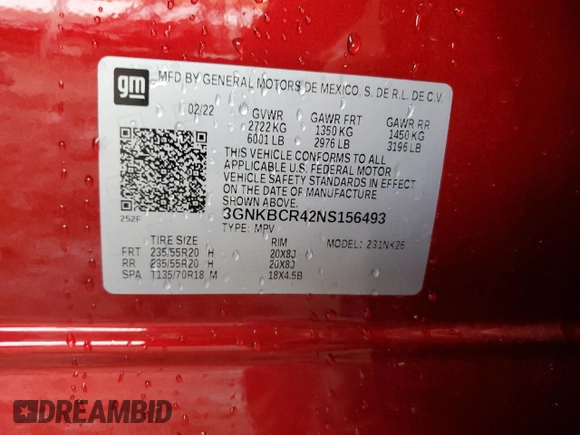 gm MFD BY GENERAL MOTORS DE MEXICO, S. DE R.L. DE C.V.
02/22 GVWR GAWR FRT GAWR RR
2722 KG 1350 KG 1450 KG
6001 LB 2976 LB 3196 LB
THIS VEHICLE CONFORMS TO ALL
APPLICABLE U.S. FEDERAL MOTOR
VEHICLE SAFETY STANDARDS IN EFFECT
ON THE DATE OF MANUFACTURE
SHOWN ABOVE.
252F 3GNKBCR42NS156493
TYPE: MPV MODEL: 231NK26
TIRE SIZE RIM
FRT 235/55R20 H 20X8J
RR 235/55R20 H 20X8J
SPA T135/70R18 M 18X4.5B
DREAMBID